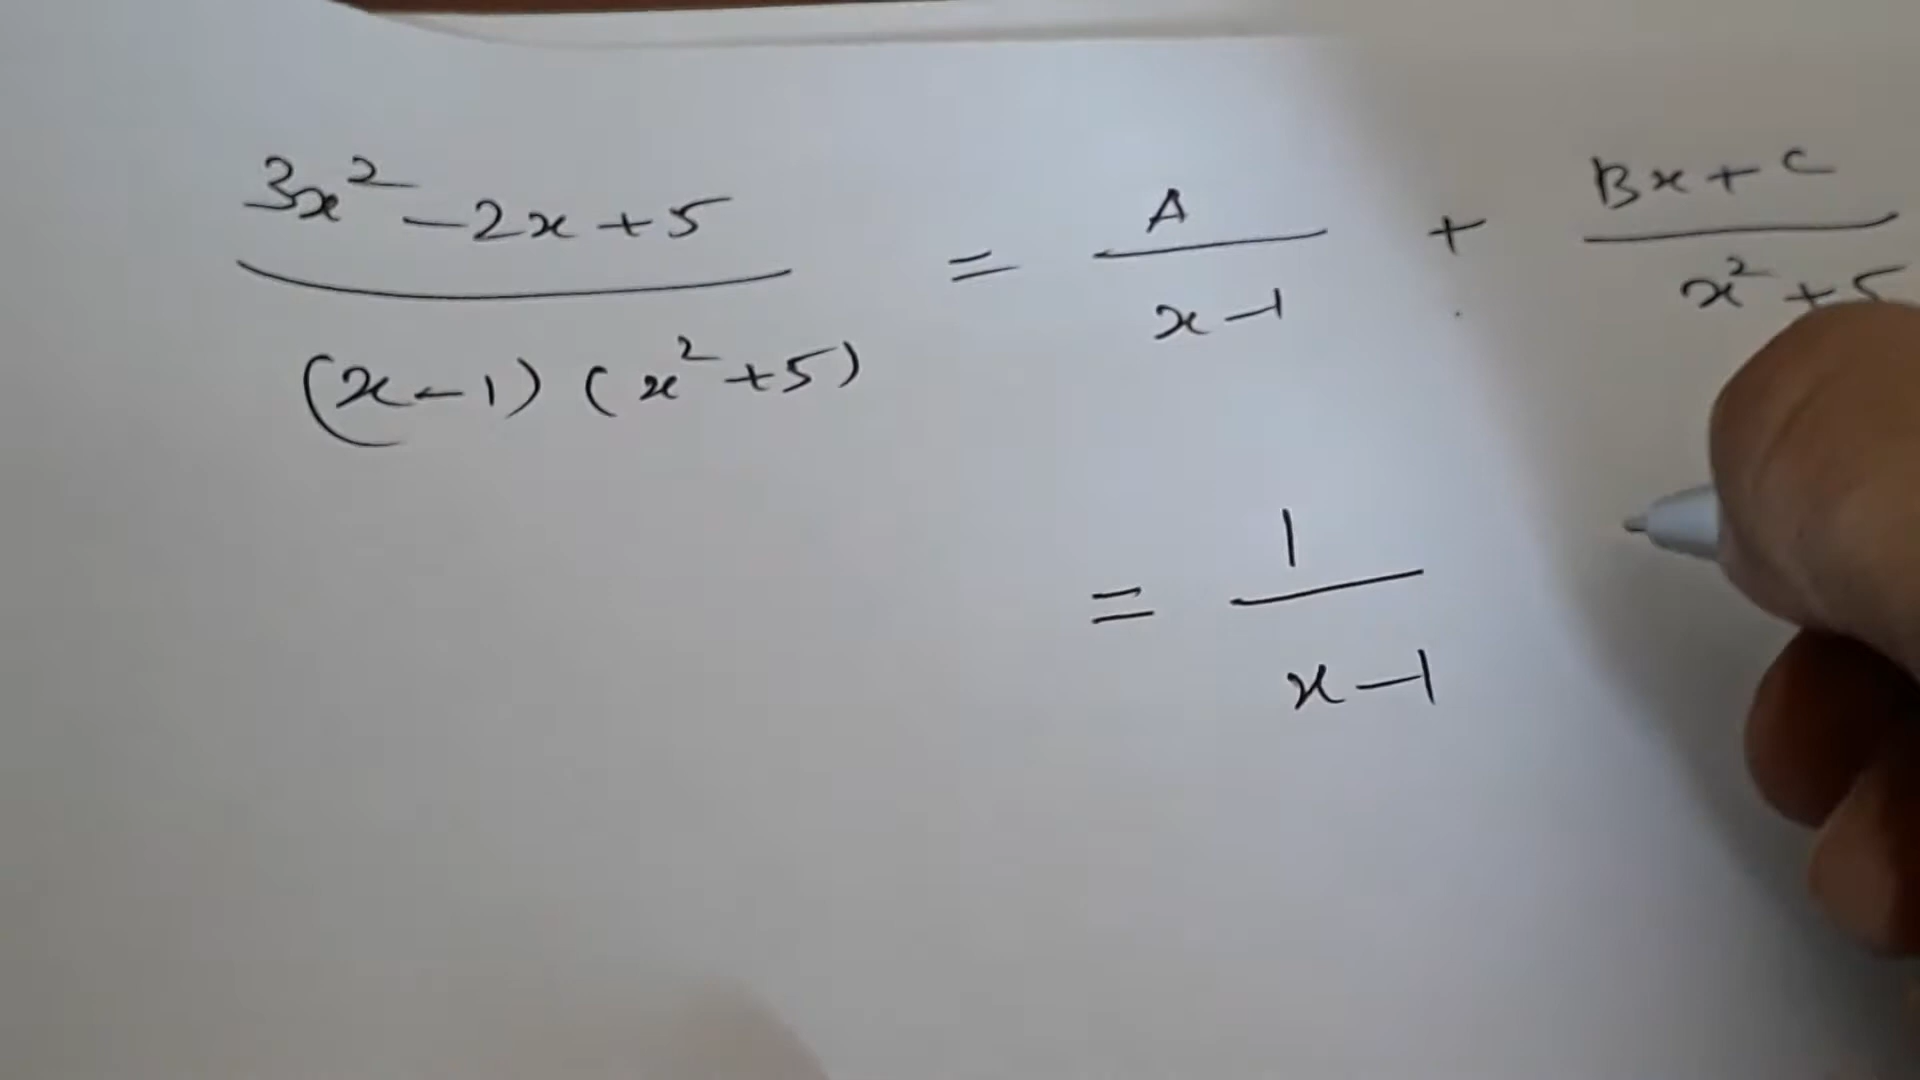 3x² - 2x + 5 / (x - 1) (x² + 5) = A / x - 1 + Bx + C / x² + 5
= 1 / x - 1